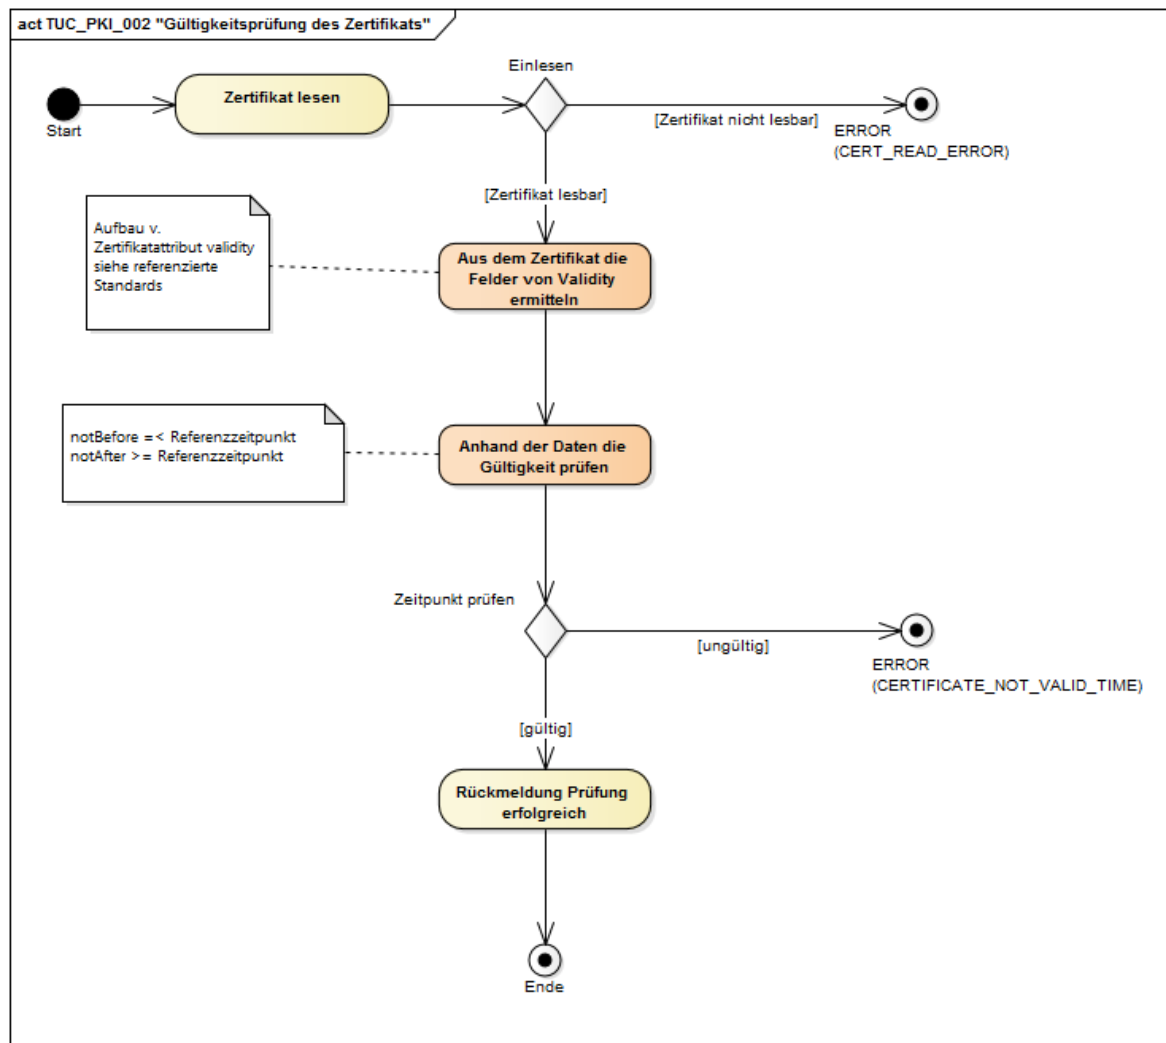 act TUC_PKI_002 "Gültigkeitsprüfung des Zertifikats"
Einlesen
Zertifikat lesen
Start
[Zertifikat nicht lesbar]
ERROR
(CERT_READ_ERROR)
[Zertifikat lesbar]
Aufbau v.
Zertifikatattribut validity
siehe referenzierte
Standards
Aus dem Zertifikat die
Felder von Validity
ermitteln
notBefore =< Referenzzeitpunkt
notAfter >= Referenzzeitpunkt
Anhand der Daten die
Gültigkeit prüfen
Zeitpunkt prüfen
[ungültig]
ERROR
(CERTIFICATE_NOT_VALID_TIME)
[gültig]
Rückmeldung Prüfung
erfolgreich
Ende